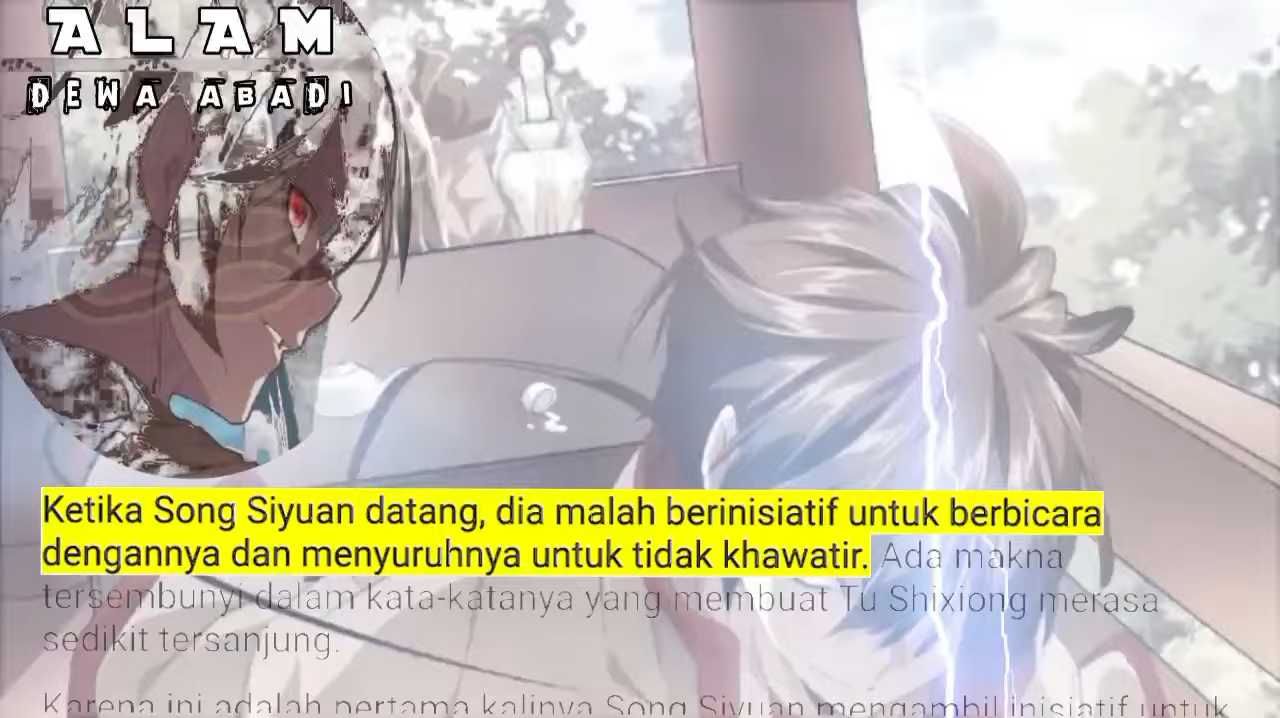 ALAM
DEWA ABADI
Ketika Song Siyuan datang, dia malah berinisiatif untuk berbicara
dengannya dan menyuruhnya untuk tidak khawatir. Ada makna
tersembunyi dalam kata-katanya yang membuat Tu Shixiong merasa
sedikit tersanjung.
Karena ini adalah pertama kalinya Song Siyuan mengambil inisiatif untuk